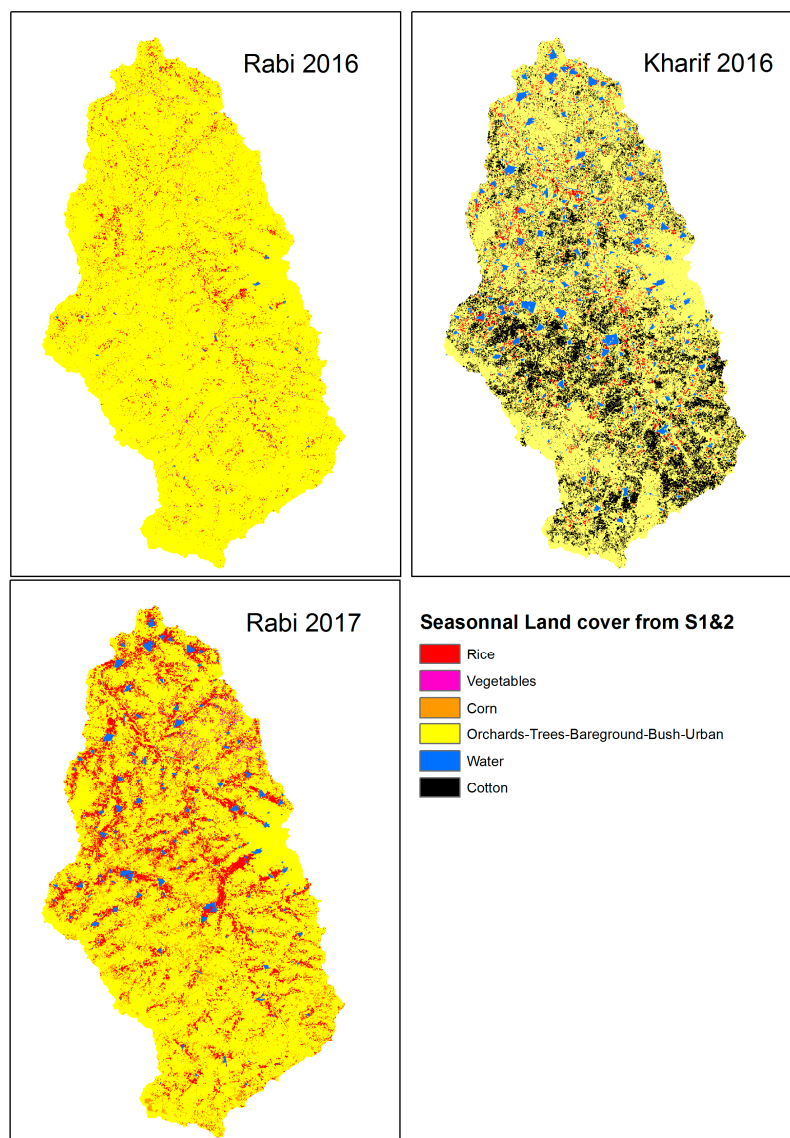 Rabi 2016
Kharif 2016
Rabi 2017
Seasonnal Land cover from S1&2
Rice
Vegetables
Corn
Orchards-Trees-Bareground-Bush-Urban
Water
Cotton